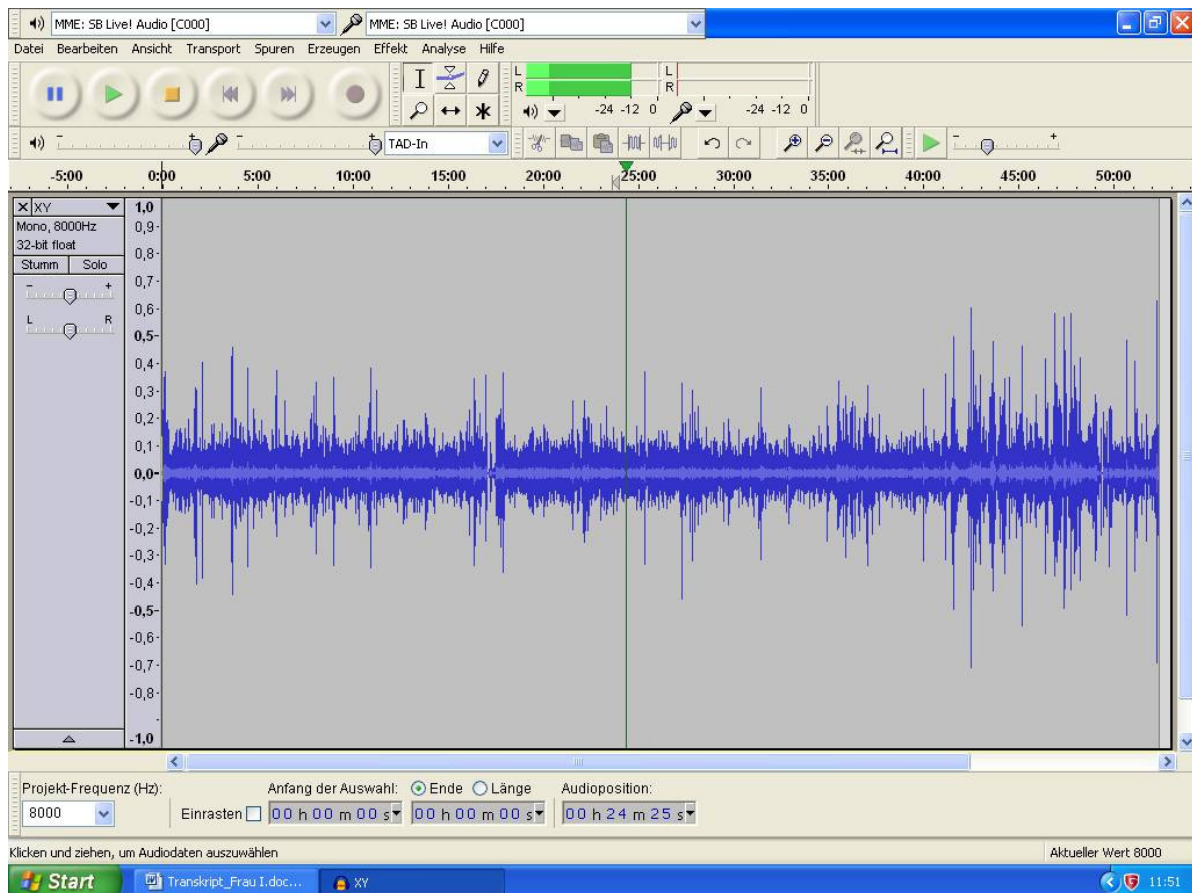 MME: SB Live! Audio [C000] MME: SB Live! Audio [C000]
Datei Bearbeiten Ansicht Transport Spuren Erzeugen Effekt Analyse Hilfe
L L
R R
-24 -12 0 -24 -12 0
- + - + TAD-In - +
-5:00 0:00 5:00 10:00 15:00 20:00 25:00 30:00 35:00 40:00 45:00 50:00
XY
Mono, 8000Hz
32-bit float
Stumm Solo
- +
L R
1,0
0,9
0,8
0,7
0,6
0,5
0,4
0,3
0,2
0,1
0,0
-0,1
-0,2
-0,3
-0,4
-0,5
-0,6
-0,7
-0,8
-1,0
Projekt-Frequenz (Hz): Anfang der Auswahl: Ende Länge Audioposition:
8000 Einrasten 00 h 00 m 00 s 00 h 00 m 00 s 00 h 24 m 25 s
Klicken und ziehen, um Audiodaten auszuwählen Aktueller Wert 8000
Start Transkript_Frau I.doc... XY 11:51